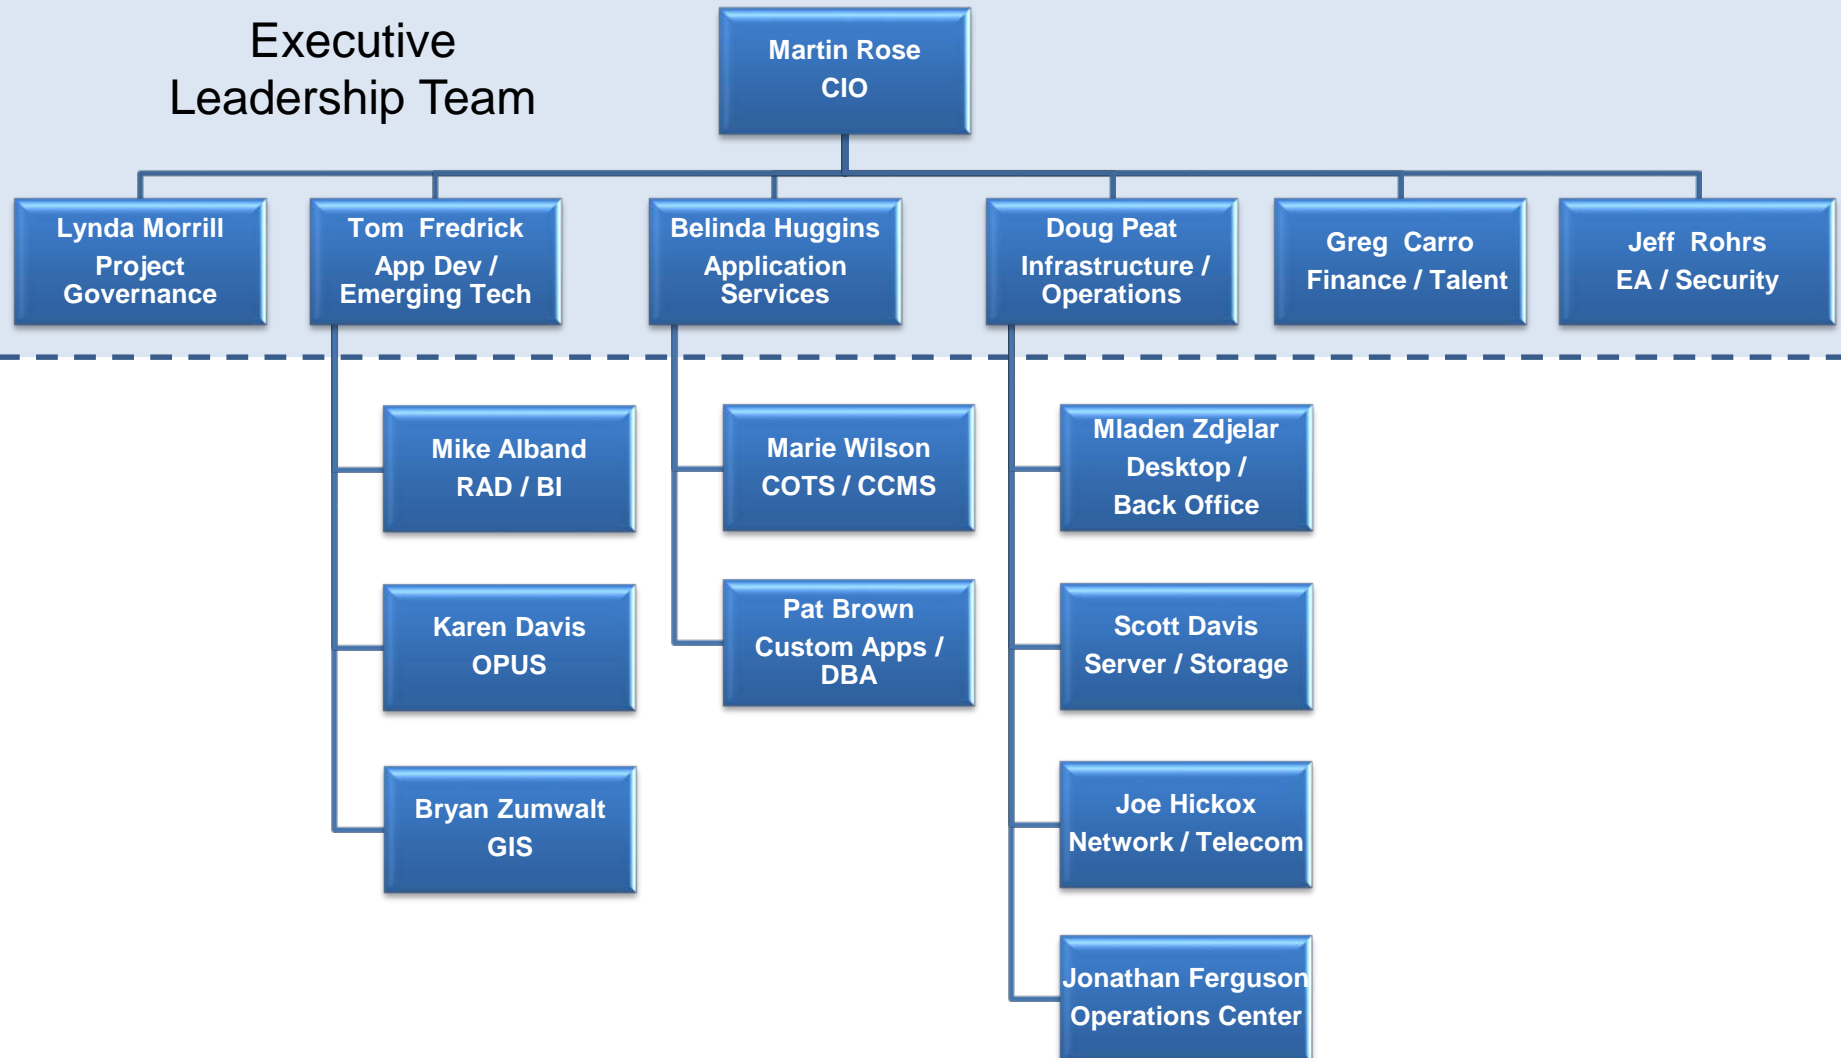 Executive
Leadership Team
Martin Rose
CIO
Lynda Morrill
Project
Governance
Tom Fredrick
App Dev /
Emerging Tech
Belinda Huggins
Application
Services
Doug Peat
Infrastructure /
Operations
Greg Carro
Finance / Talent
Jeff Rohrs
EA / Security
Mike Alband
RAD / BI
Karen Davis
OPUS
Bryan Zumwalt
GIS
Marie Wilson
COTS / CCMS
Pat Brown
Custom Apps /
DBA
Mladen Zdjelar
Desktop /
Back Office
Scott Davis
Server / Storage
Joe Hickox
Network / Telecom
Jonathan Ferguson
Operations Center